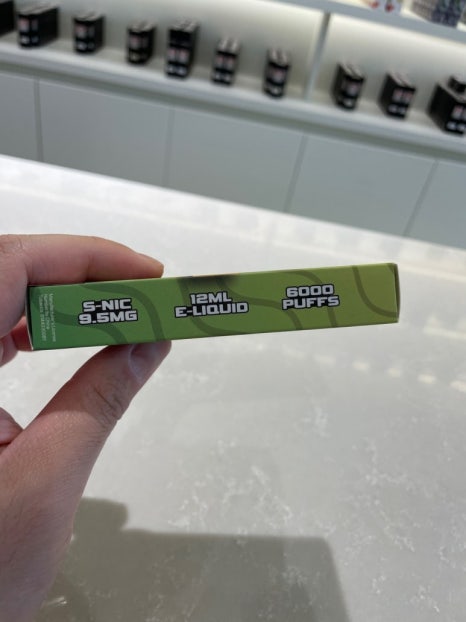 S-NIC
9.5MG
12ML
E-LIQUID
6000
PUFFS